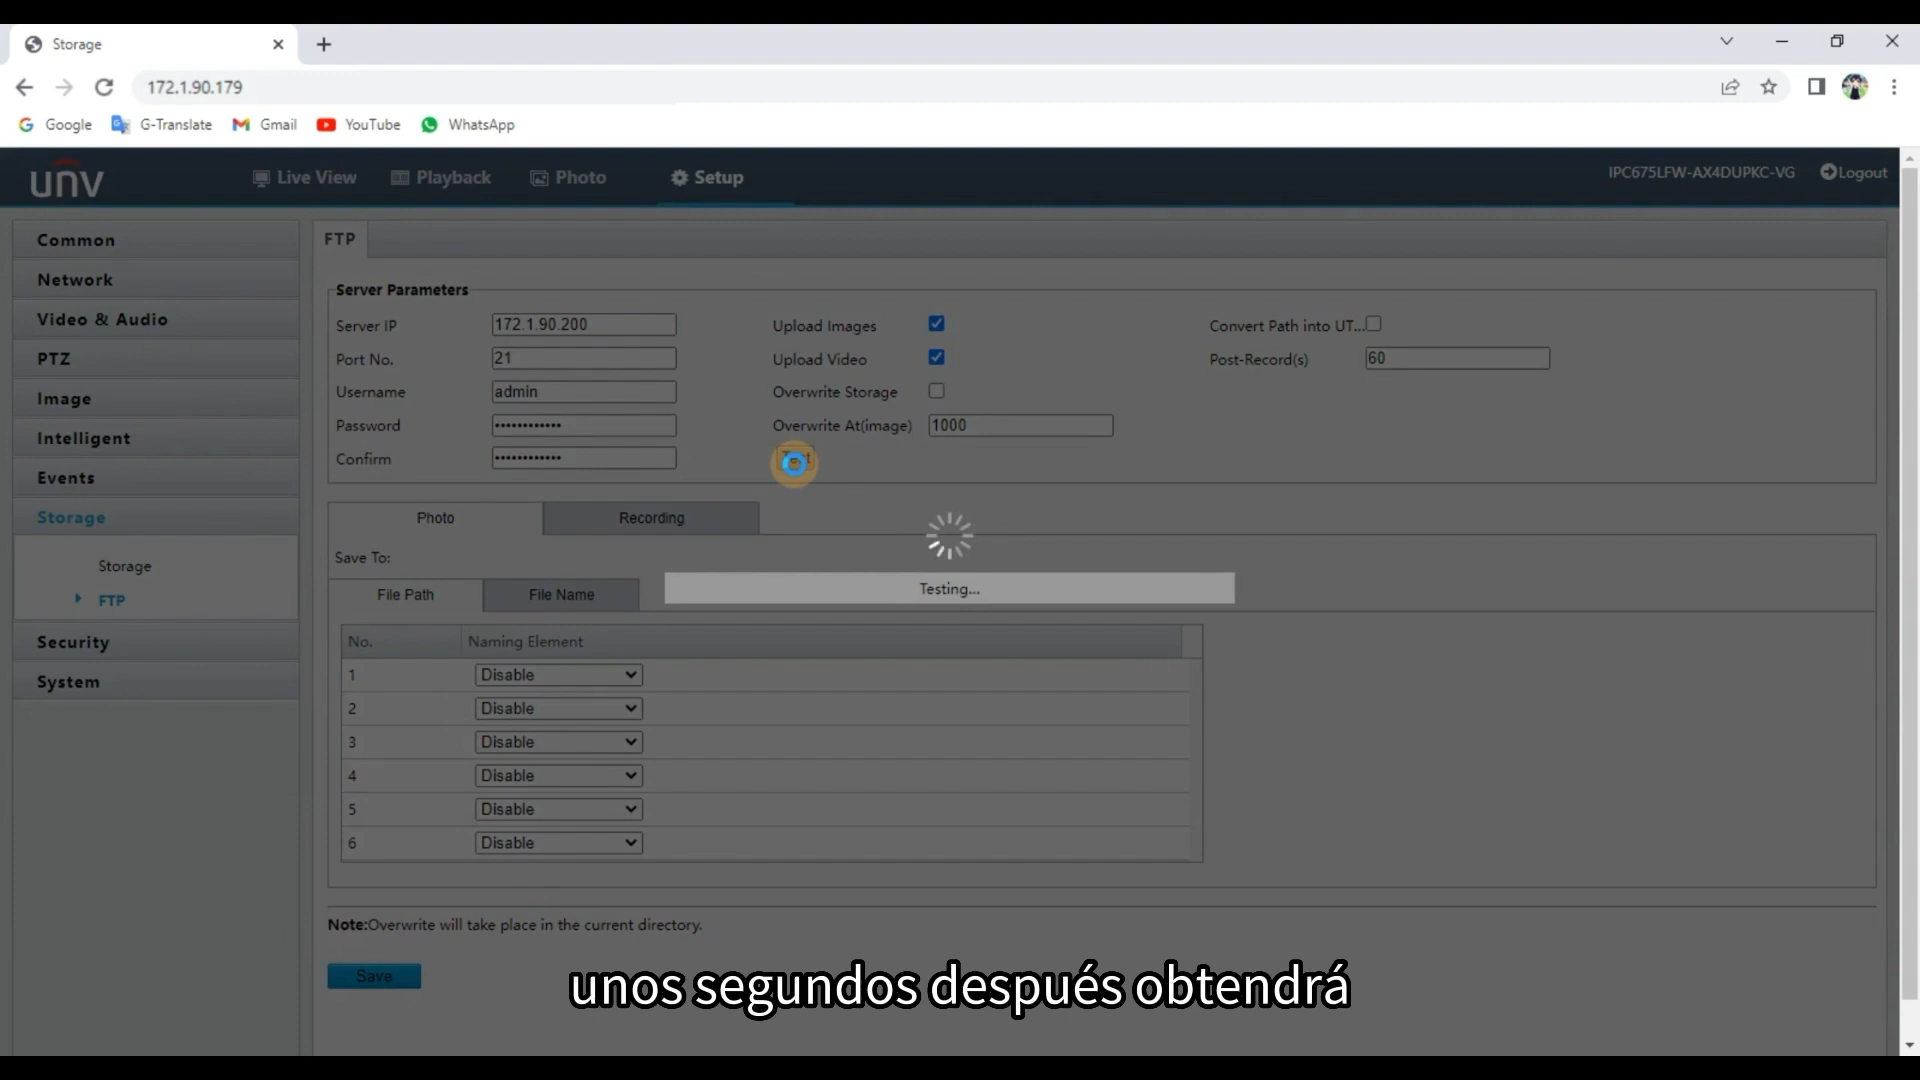 Storage
172.1.90.179
Google G-Translate Gmail YouTube WhatsApp
unv Live View Playback Photo Setup IPC675LFW-AX4DUPKC-VG Logout
Common
Network
Video & Audio
PTZ
Image
Intelligent
Events
Storage
Storage
FTP
Security
System
FTP
Server Parameters
Server IP 172.1.90.200 Upload Images Convert Path into UT...
Port No. 21 Upload Video Post-Record(s) 60
Username admin Overwrite Storage
Password •••••••••••• Overwrite At(image) 1000
Confirm ••••••••••••
Photo Recording
Save To:
Testing...
File Path File Name
No. Naming Element
1 Disable
2 Disable
3 Disable
4 Disable
5 Disable
6 Disable
Note:Overwrite will take place in the current directory.
Save
unos segundos después obtendrá